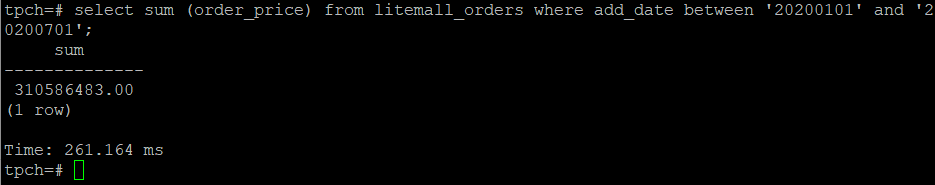 tpch=# select sum (order_price) from litemall_orders where add_date between '20200101' and '2
0200701';
     sum
--------------
 310586483.00
(1 row)

Time: 261.164 ms
tpch=#